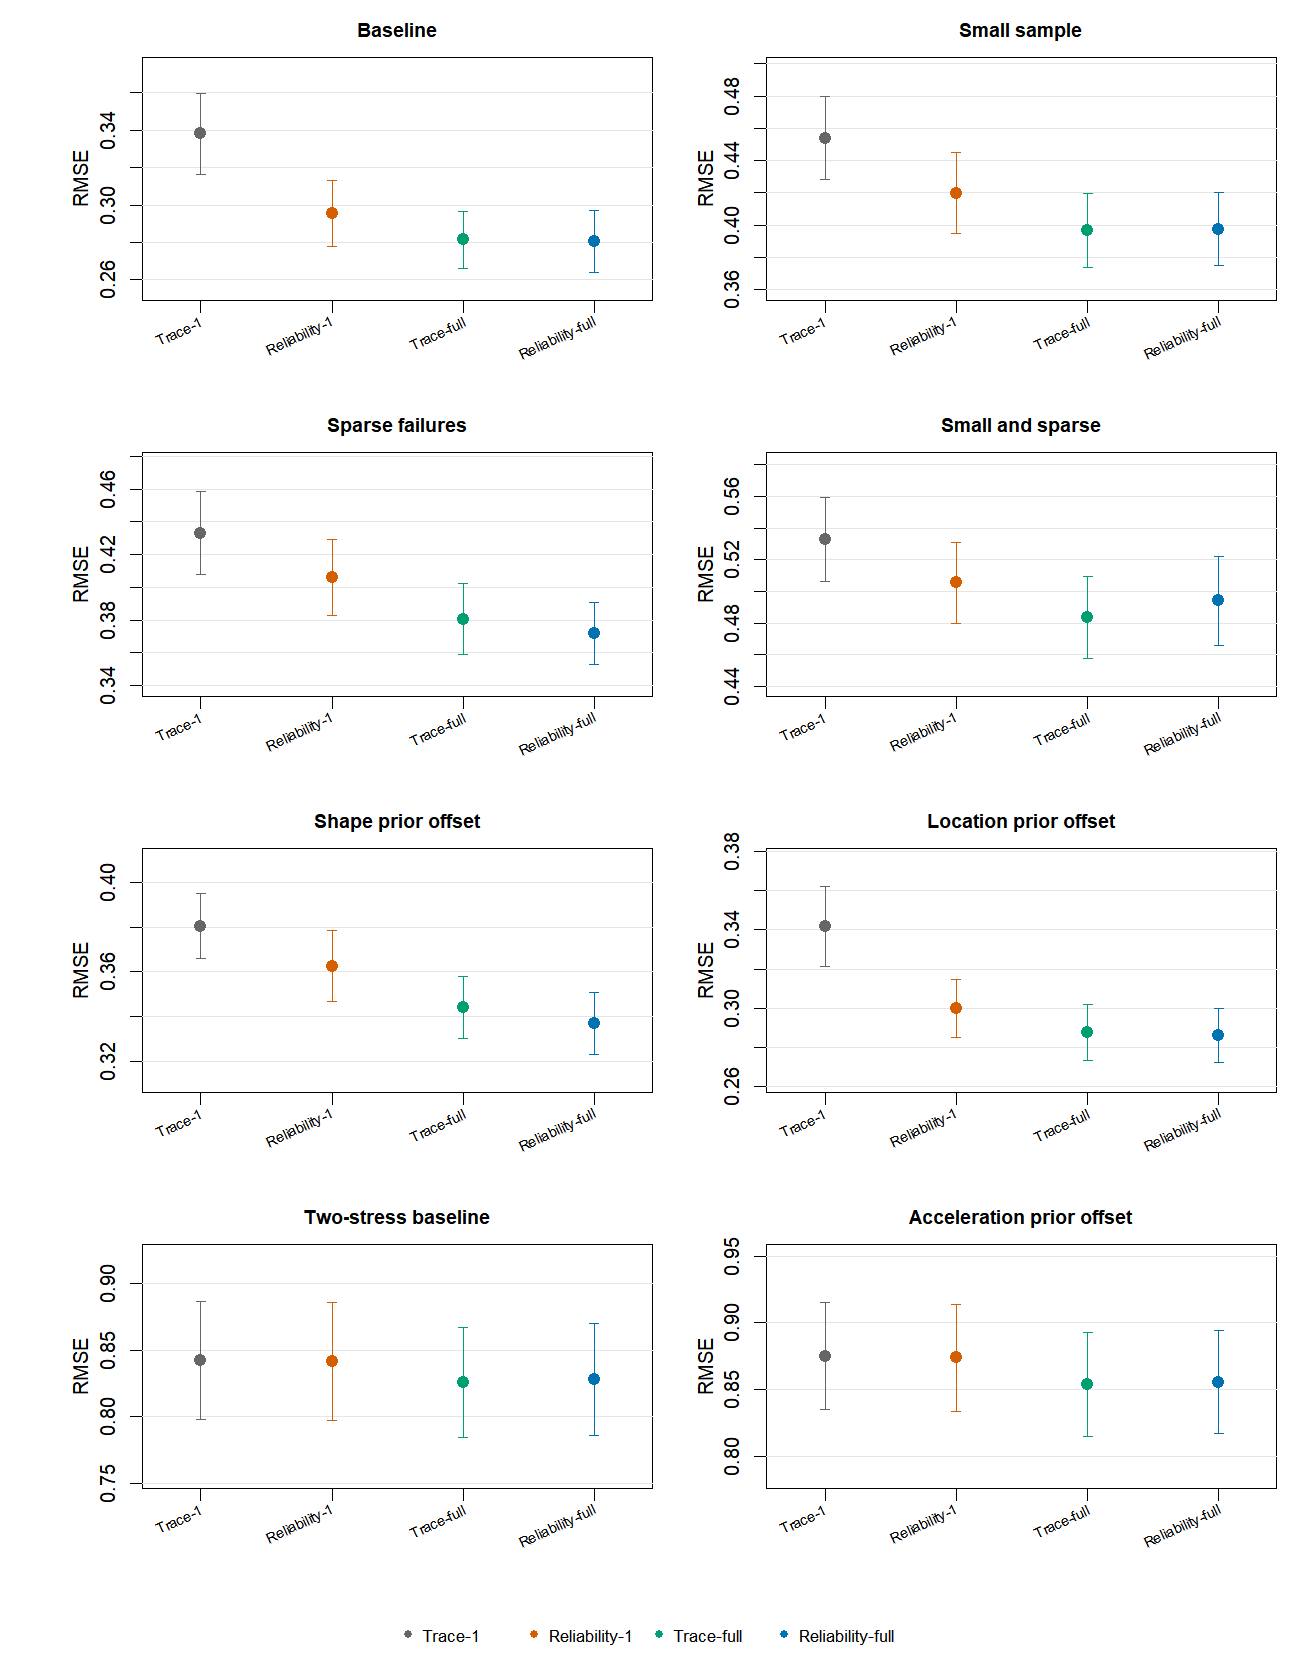 Baseline
RMSE
0.34
0.30
0.26
Trace-1
Reliability-1
Trace-full
Reliability-full
Small sample
RMSE
0.48
0.44
0.40
0.36
Trace-1
Reliability-1
Trace-full
Reliability-full
Sparse failures
RMSE
0.46
0.42
0.38
0.34
Trace-1
Reliability-1
Trace-full
Reliability-full
Small and sparse
RMSE
0.56
0.52
0.48
0.44
Trace-1
Reliability-1
Trace-full
Reliability-full
Shape prior offset
RMSE
0.40
0.36
0.32
Trace-1
Reliability-1
Trace-full
Reliability-full
Location prior offset
RMSE
0.38
0.34
0.30
0.26
Trace-1
Reliability-1
Trace-full
Reliability-full
Two-stress baseline
RMSE
0.90
0.85
0.80
0.75
Trace-1
Reliability-1
Trace-full
Reliability-full
Acceleration prior offset
RMSE
0.95
0.90
0.85
0.80
Trace-1
Reliability-1
Trace-full
Reliability-full
Trace-1 Reliability-1 Trace-full Reliability-full